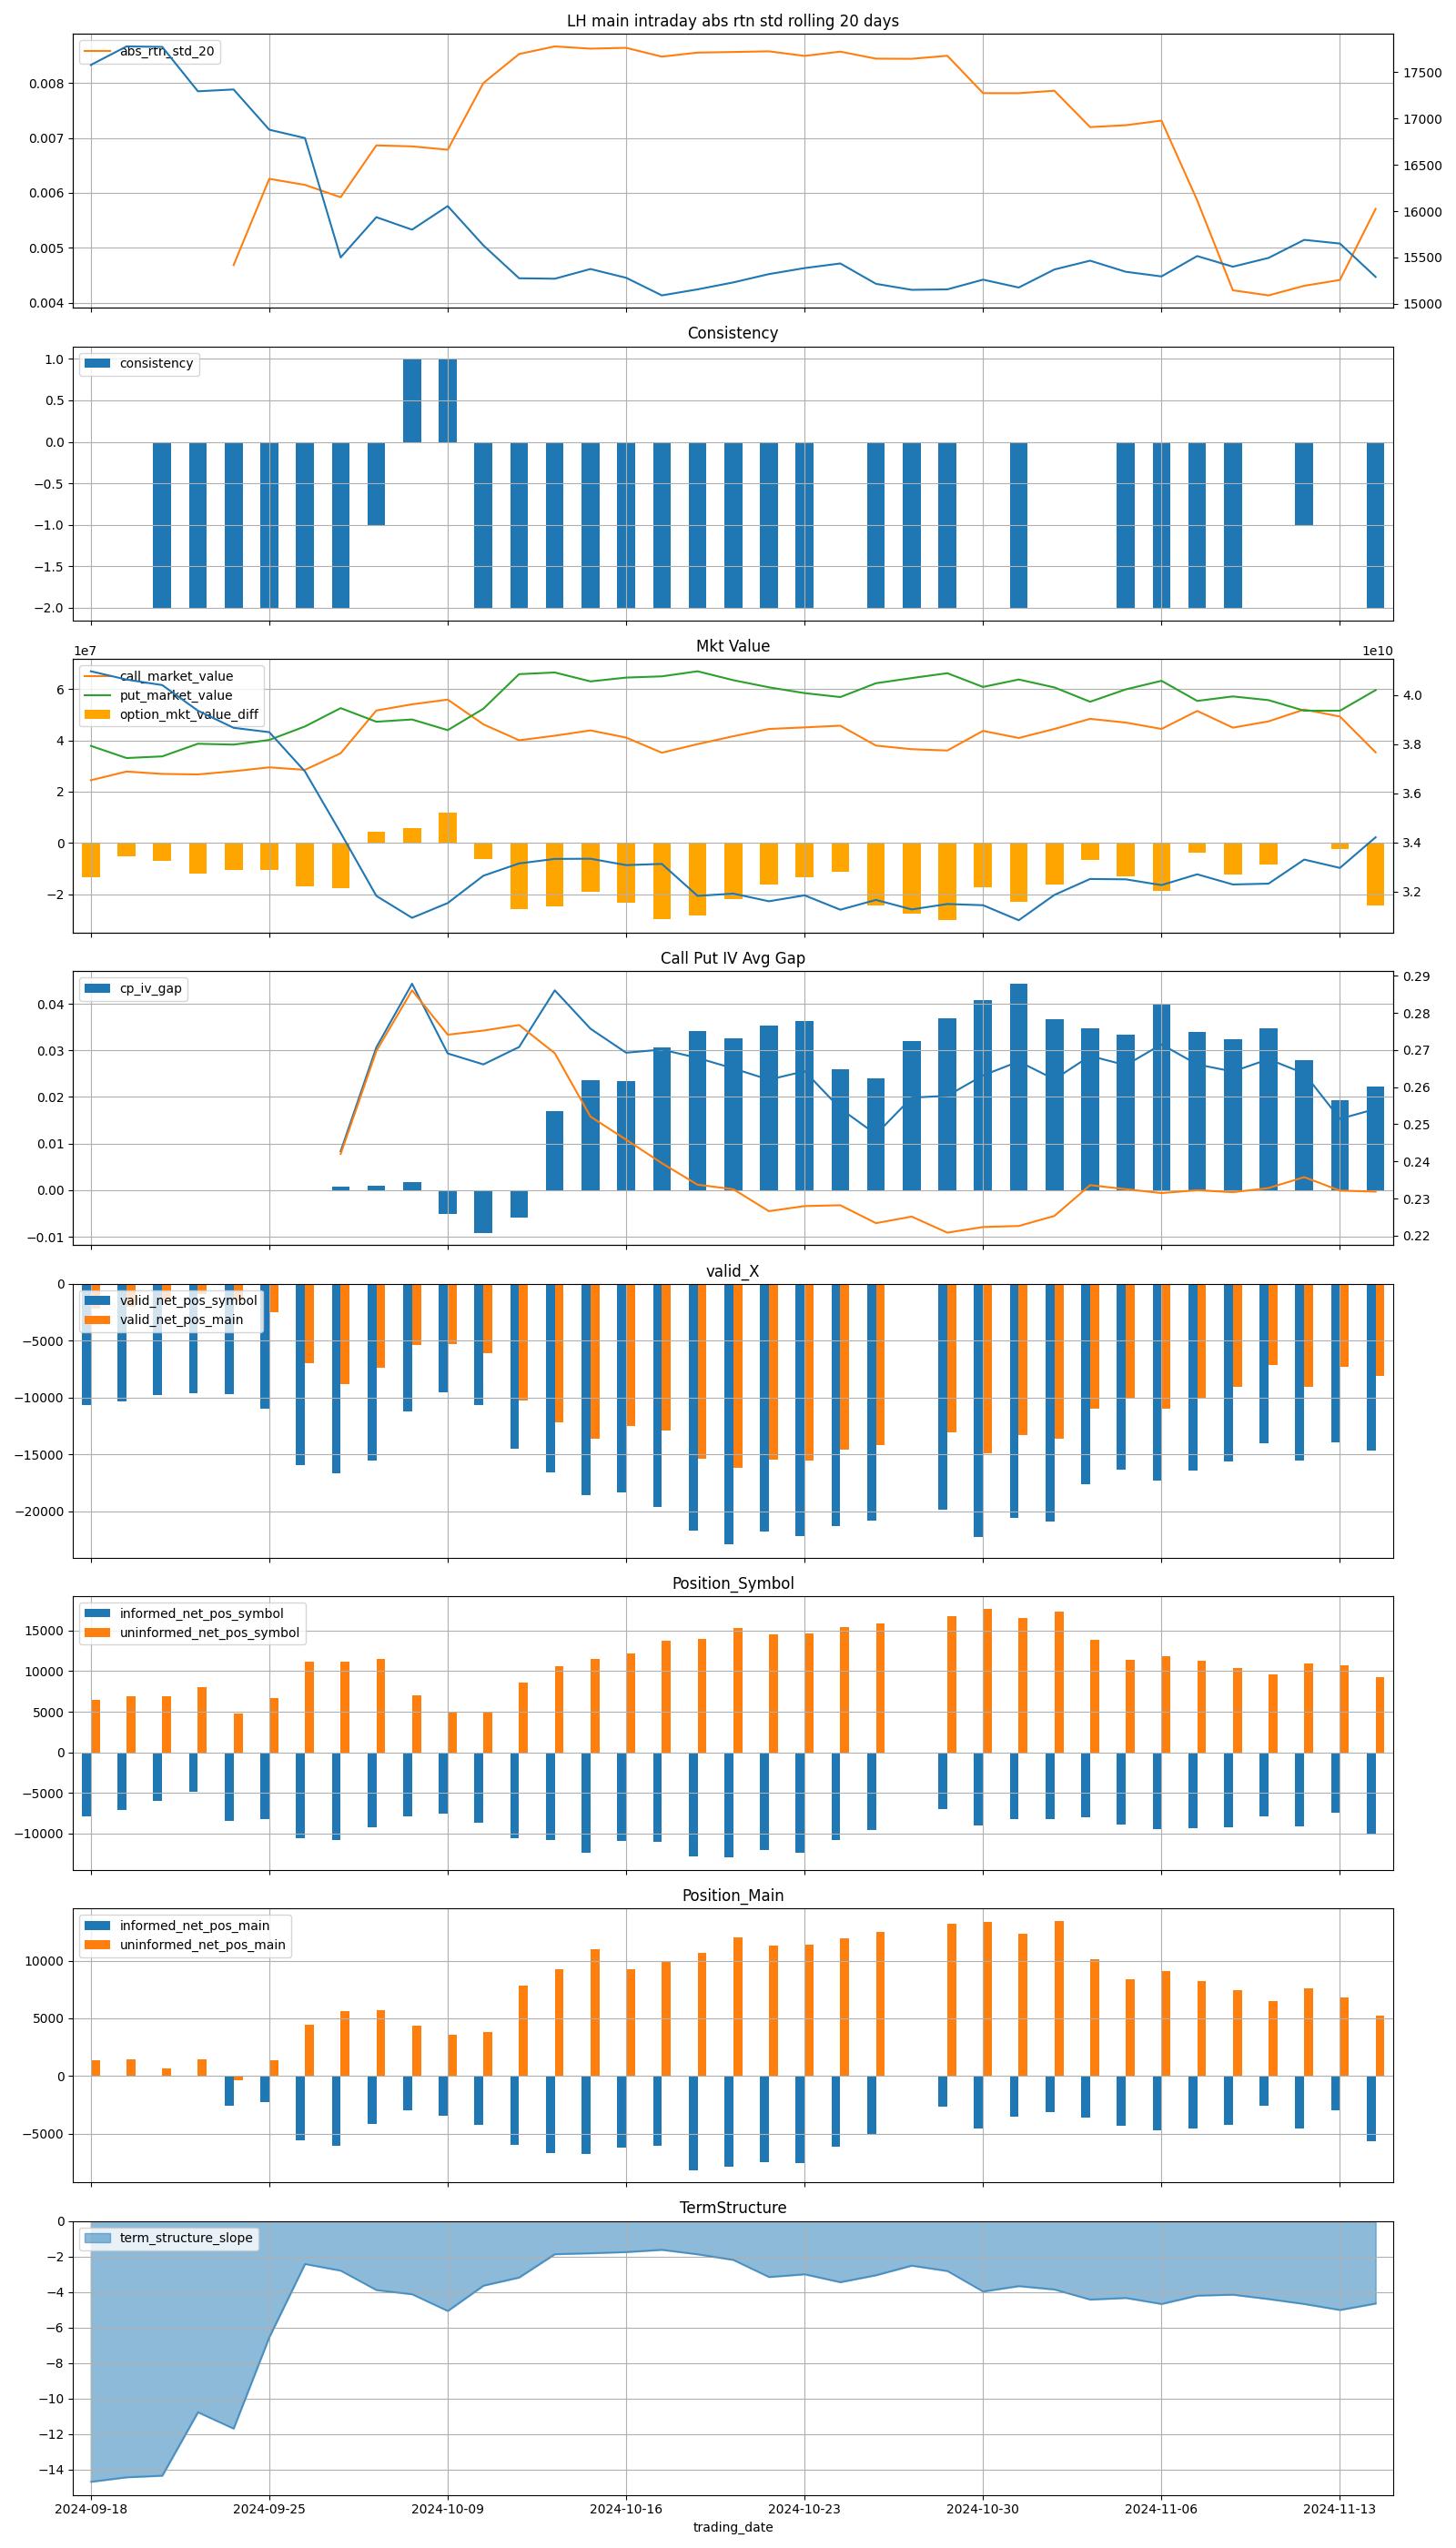 LH main intraday abs rtn std rolling 20 days
abs_rtn_std_20
0.008
0.007
0.006
0.005
0.004
17500
17000
16500
16000
15500
15000
Consistency
consistency
1.0
0.5
0.0
−0.5
−1.0
−1.5
−2.0
Mkt Value
1e7
1e10
call_market_value
put_market_value
option_mkt_value_diff
6
4
2
0
−2
4.0
3.8
3.6
3.4
3.2
Call Put IV Avg Gap
cp_iv_gap
0.04
0.03
0.02
0.01
0.00
−0.01
0.29
0.28
0.27
0.26
0.25
0.24
0.23
0.22
valid_X
valid_net_pos_symbol
valid_net_pos_main
0
−5000
−10000
−15000
−20000
Position_Symbol
informed_net_pos_symbol
uninformed_net_pos_symbol
15000
10000
5000
0
−5000
−10000
Position_Main
informed_net_pos_main
uninformed_net_pos_main
10000
5000
0
−5000
TermStructure
term_structure_slope
0
−2
−4
−6
−8
−10
−12
−14
2024-09-18 2024-09-25 2024-10-09 2024-10-16 2024-10-23 2024-10-30 2024-11-06 2024-11-13
trading_date